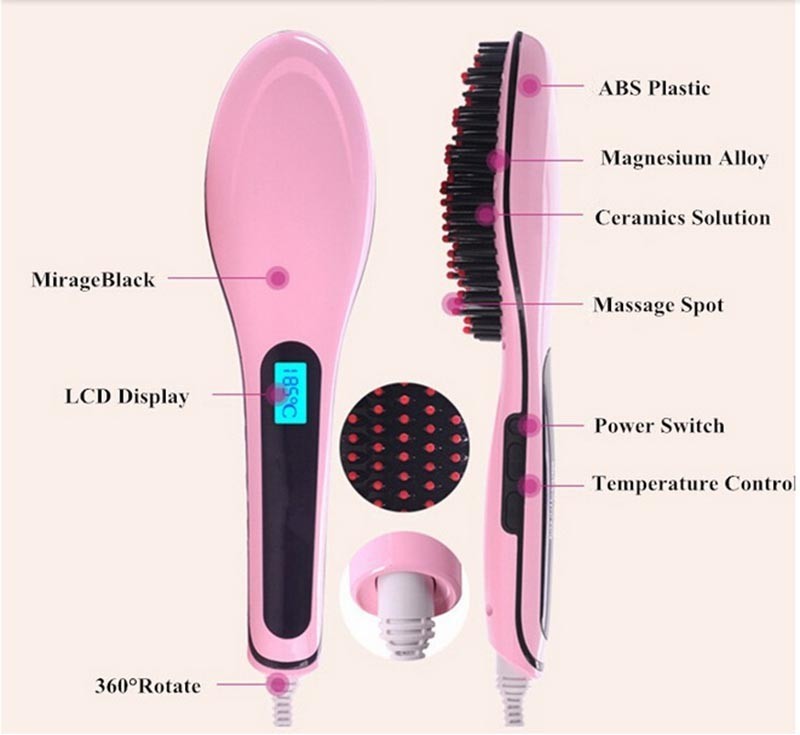 ABS Plastic
Magnesium Alloy
Ceramics Solution
MirageBlack
Massage Spot
LCD Display
185°C
Power Switch
Temperature Control
360°Rotate